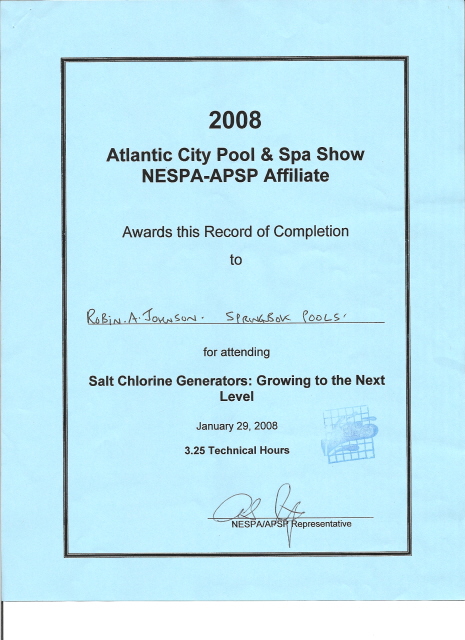 2008
Atlantic City Pool & Spa Show
NESPA-APSP Affiliate
Awards this Record of Completion
to
ROBIN.A.JOHNSON. SPRINGBOK POOLS.
for attending
Salt Chlorine Generators: Growing to the Next
Level
January 29, 2008
3.25 Technical Hours
NESPA/APSP Representative